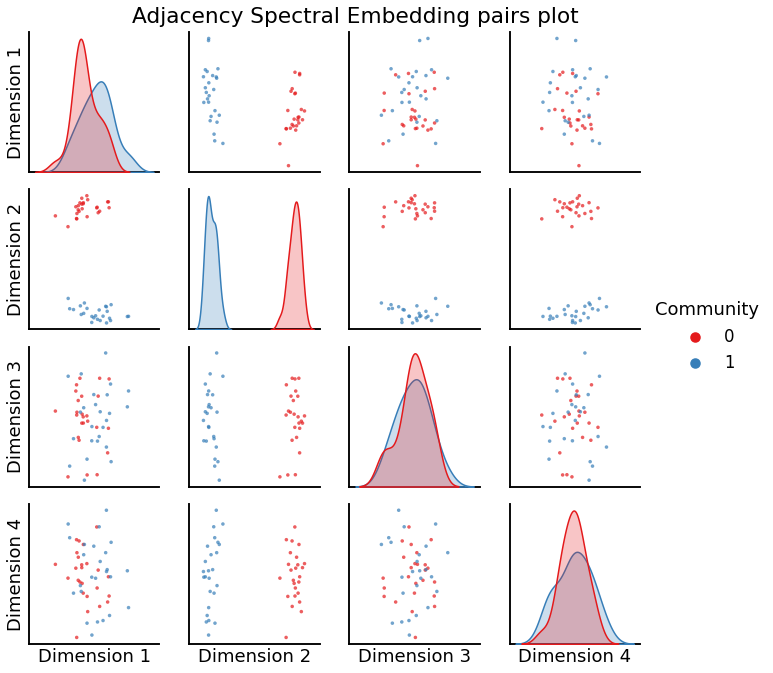 Adjacency Spectral Embedding pairs plot
Dimension 1
Dimension 2
Dimension 3
Dimension 4
Community
0
1
Dimension 1
Dimension 2
Dimension 3
Dimension 4